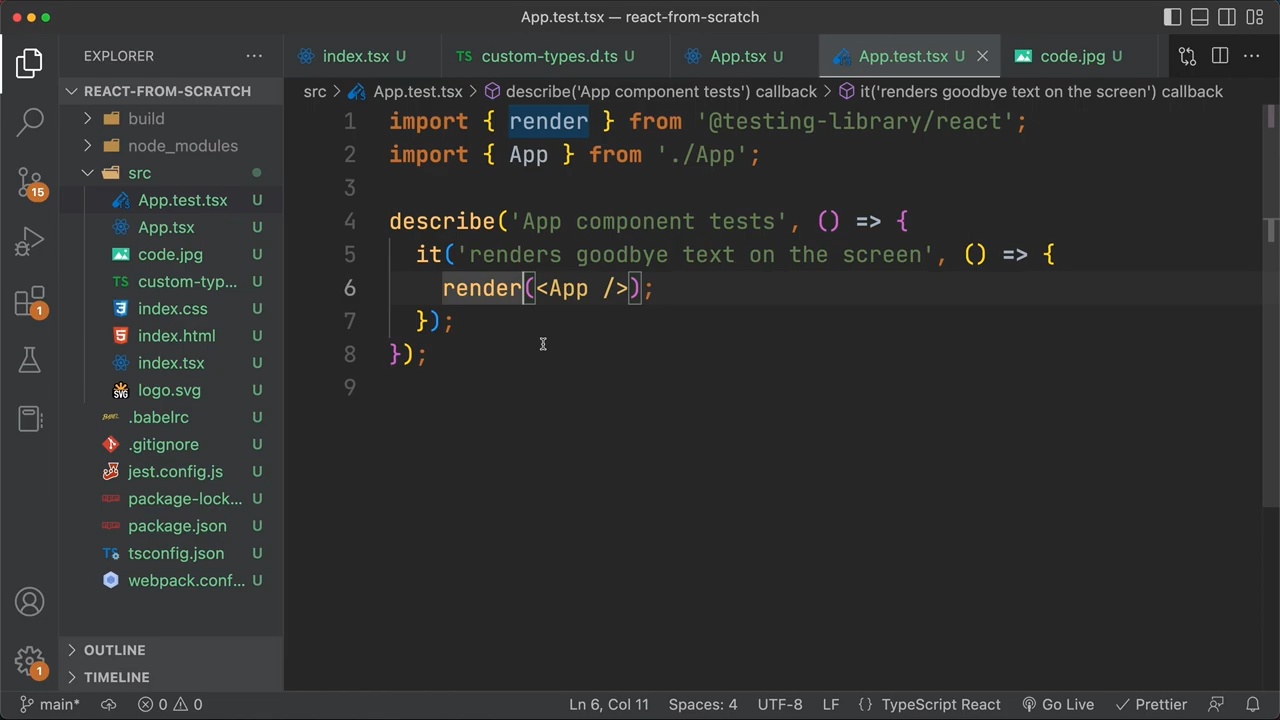 App.test.tsx — react-from-scratch
EXPLORER
index.tsx U
TS custom-types.d.ts U
App.tsx U
App.test.tsx U
code.jpg U
REACT-FROM-SCRATCH
src
App.test.tsx
describe('App component tests') callback
it('renders goodbye text on the screen') callback
build
node_modules
src
App.test.tsx U
App.tsx U
code.jpg U
TS custom-typ... U
index.css U
index.html U
index.tsx U
SVG logo.svg U
.babelrc U
.gitignore U
jest.config.js U
package-lock... U
package.json U
TS tsconfig.json U
webpack.conf... U
15
1
1
OUTLINE
TIMELINE
1 import { render } from '@testing-library/react';
2 import { App } from './App';
3
4 describe('App component tests', () => {
5 it('renders goodbye text on the screen', () => {
6 render(<App />);
7 });
8 });
9
main* 0 0 Ln 6, Col 11 Spaces: 4 UTF-8 LF {} TypeScript React Go Live Prettier